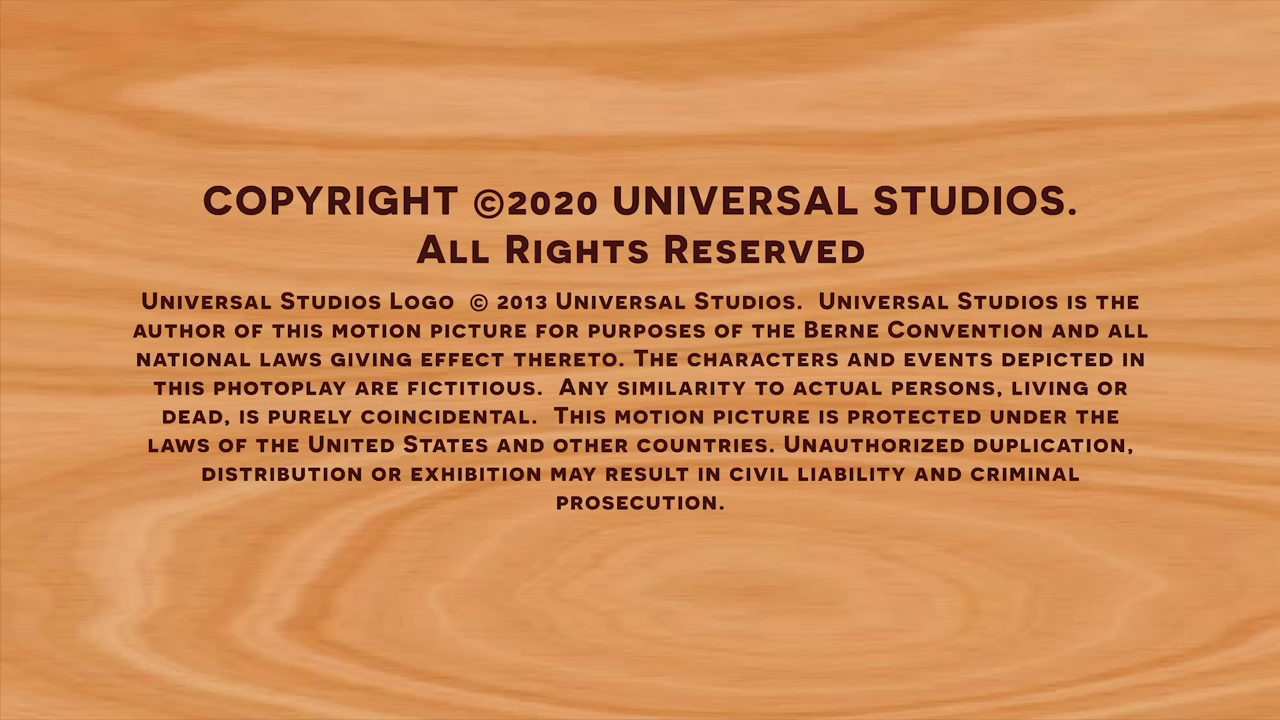 COPYRIGHT ©2020 UNIVERSAL STUDIOS.
All Rights Reserved
Universal Studios Logo © 2013 Universal Studios. Universal Studios is the
author of this motion picture for purposes of the Berne Convention and all
national laws giving effect thereto. The characters and events depicted in
this photoplay are fictitious. Any similarity to actual persons, living or
dead, is purely coincidental. This motion picture is protected under the
laws of the United States and other countries. Unauthorized duplication,
distribution or exhibition may result in civil liability and criminal
prosecution.